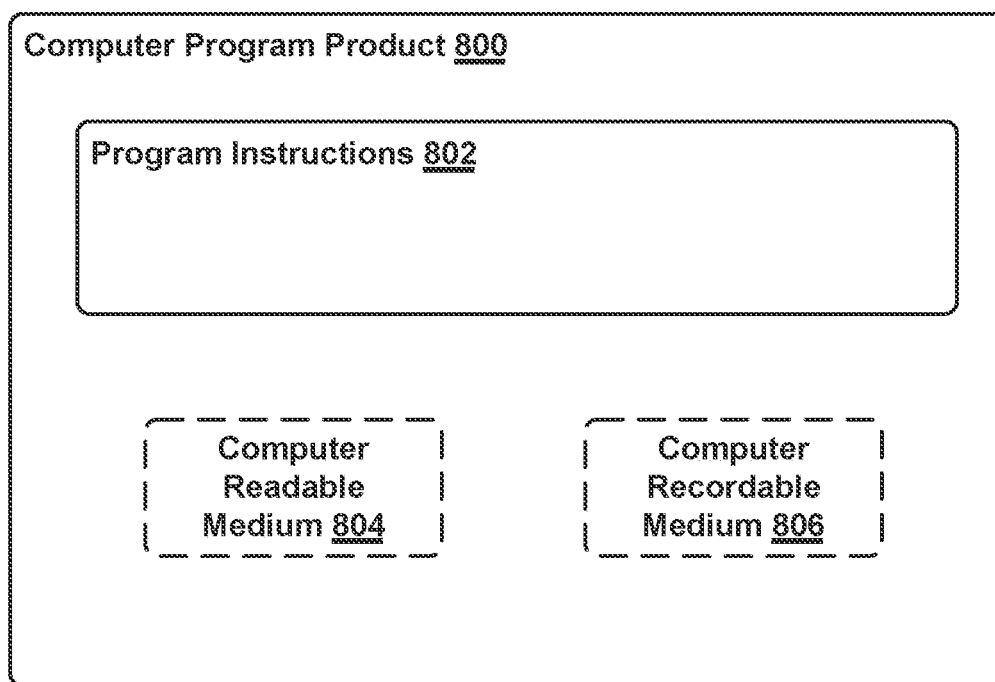 Computer Program Product 800
Program Instructions 802
Computer
Readable
Medium 804
Computer
Recordable
Medium 806